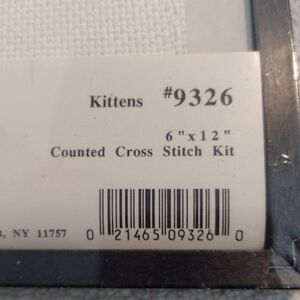 Kittens #9326
6"x12"
Counted Cross Stitch Kit
NY 11757
0 21465 09326 0